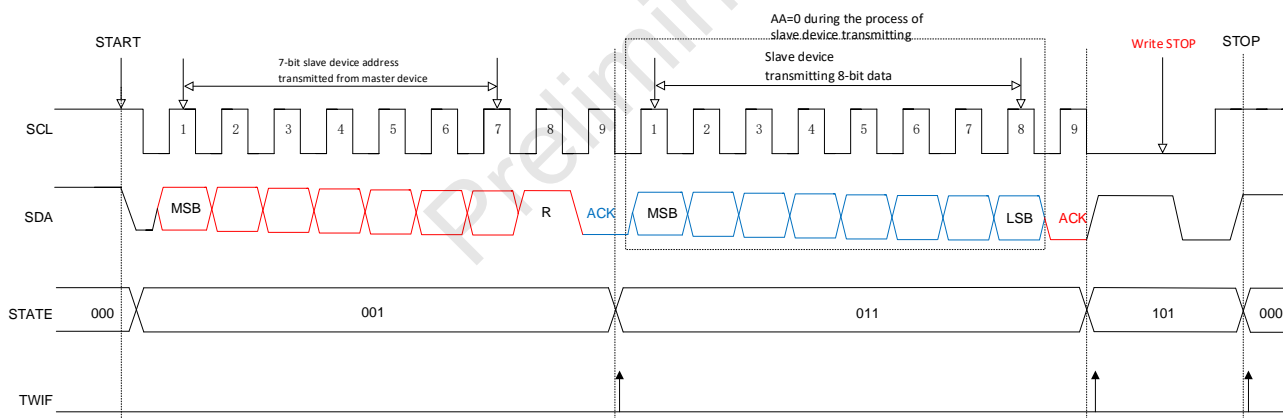 AA=0 during the process of
slave device transmitting
START
7-bit slave device address
transmitted from master device
Slave device
transmitting 8-bit data
Write STOP
STOP
SCL 1 2 3 4 5 6 7 8 9 1 2 3 4 5 6 7 8 9
SDA MSB R ACK MSB LSB ACK
STATE 000 001 011 101 000
TWIF
Prelimin